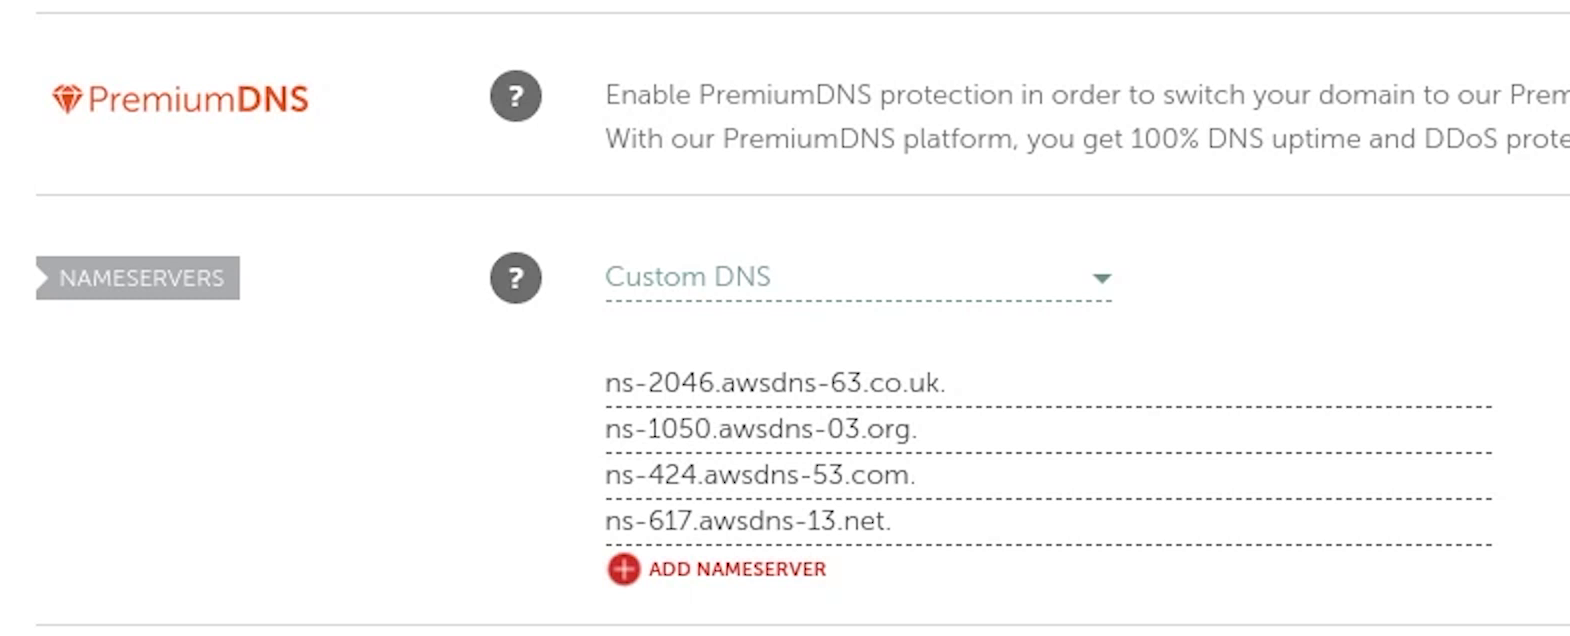 PremiumDNS
?
Enable PremiumDNS protection in order to switch your domain to our
With our PremiumDNS platform, you get 100% DNS uptime and DDoS
NAMESERVERS
?
Custom DNS
ns-2046.awsdns-63.co.uk.
ns-1050.awsdns-03.org.
ns-424.awsdns-53.com.
ns-617.awsdns-13.net.
ADD NAMESERVER